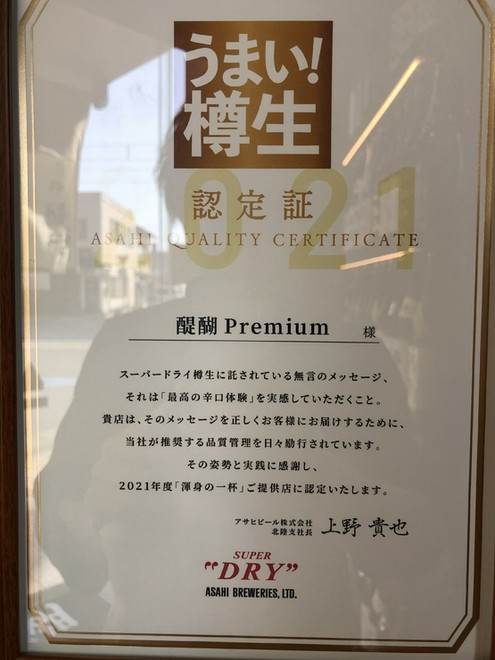 うまい!
樽生
2021
認定証
ASAHI QUALITY CERTIFICATE
醍醐 Premium 様
スーパードライ樽生に託されている無言のメッセージ、
それは「最高の辛口体験」を実感していただくこと。
貴店は、そのメッセージを正しくお客様にお届けするために、
当社が推奨する品質管理を日々励行されています。
その姿勢と実践に感謝し、
2021年度「渾身の一杯」ご提供店に認定いたします。
アサヒビール株式会社
北陸支社長 上野 貴也
SUPER
"DRY"
ASAHI BREWERIES, LTD.